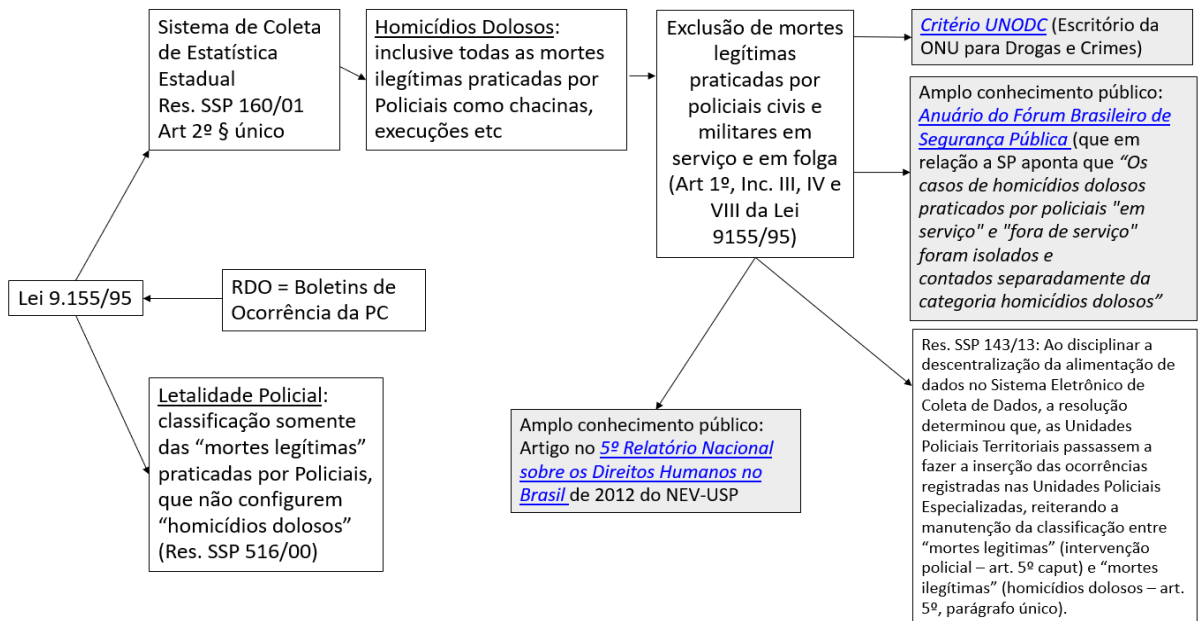 Sistema de Coleta
de Estatística
Estadual
Res. SSP 160/01
Art 2º § único
Homicídios Dolosos:
inclusive todas as mortes
ilegítimas praticadas por
Policiais como chacinas,
execuções etc
Exclusão de mortes
legítimas
praticadas por
policiais civis e
militares em
serviço e em folga
(Art 1º, Inc. III, IV e
VIII da Lei
9155/95)
Critério UNODC (Escritório da
ONU para Drogas e Crimes)
Amplo conhecimento público:
Anuário do Fórum Brasileiro de
Segurança Pública (que em
relação a SP aponta que “Os
casos de homicídios dolosos
praticados por policiais "em
serviço" e "fora de serviço"
foram isolados e
contados separadamente da
categoria homicídios dolosos”
Lei 9.155/95
RDO = Boletins de
Ocorrência da PC
Letalidade Policial:
classificação somente
das “mortes legítimas”
praticadas por Policiais,
que não configurem
“homicídios dolosos”
(Res. SSP 516/00)
Amplo conhecimento público:
Artigo no 5º Relatório Nacional
sobre os Direitos Humanos no
Brasil de 2012 do NEV-USP
Res. SSP 143/13: Ao disciplinar a
descentralização da alimentação de
dados no Sistema Eletrônico de
Coleta de Dados, a resolução
determinou que, as Unidades
Policiais Territoriais passassem a
fazer a inserção das ocorrências
registradas nas Unidades Policiais
Especializadas, reiterando a
manutenção da classificação entre
“mortes legitimas” (intervenção
policial – art. 5º caput) e “mortes
ilegítimas” (homicídios dolosos – art.
5º, parágrafo único).